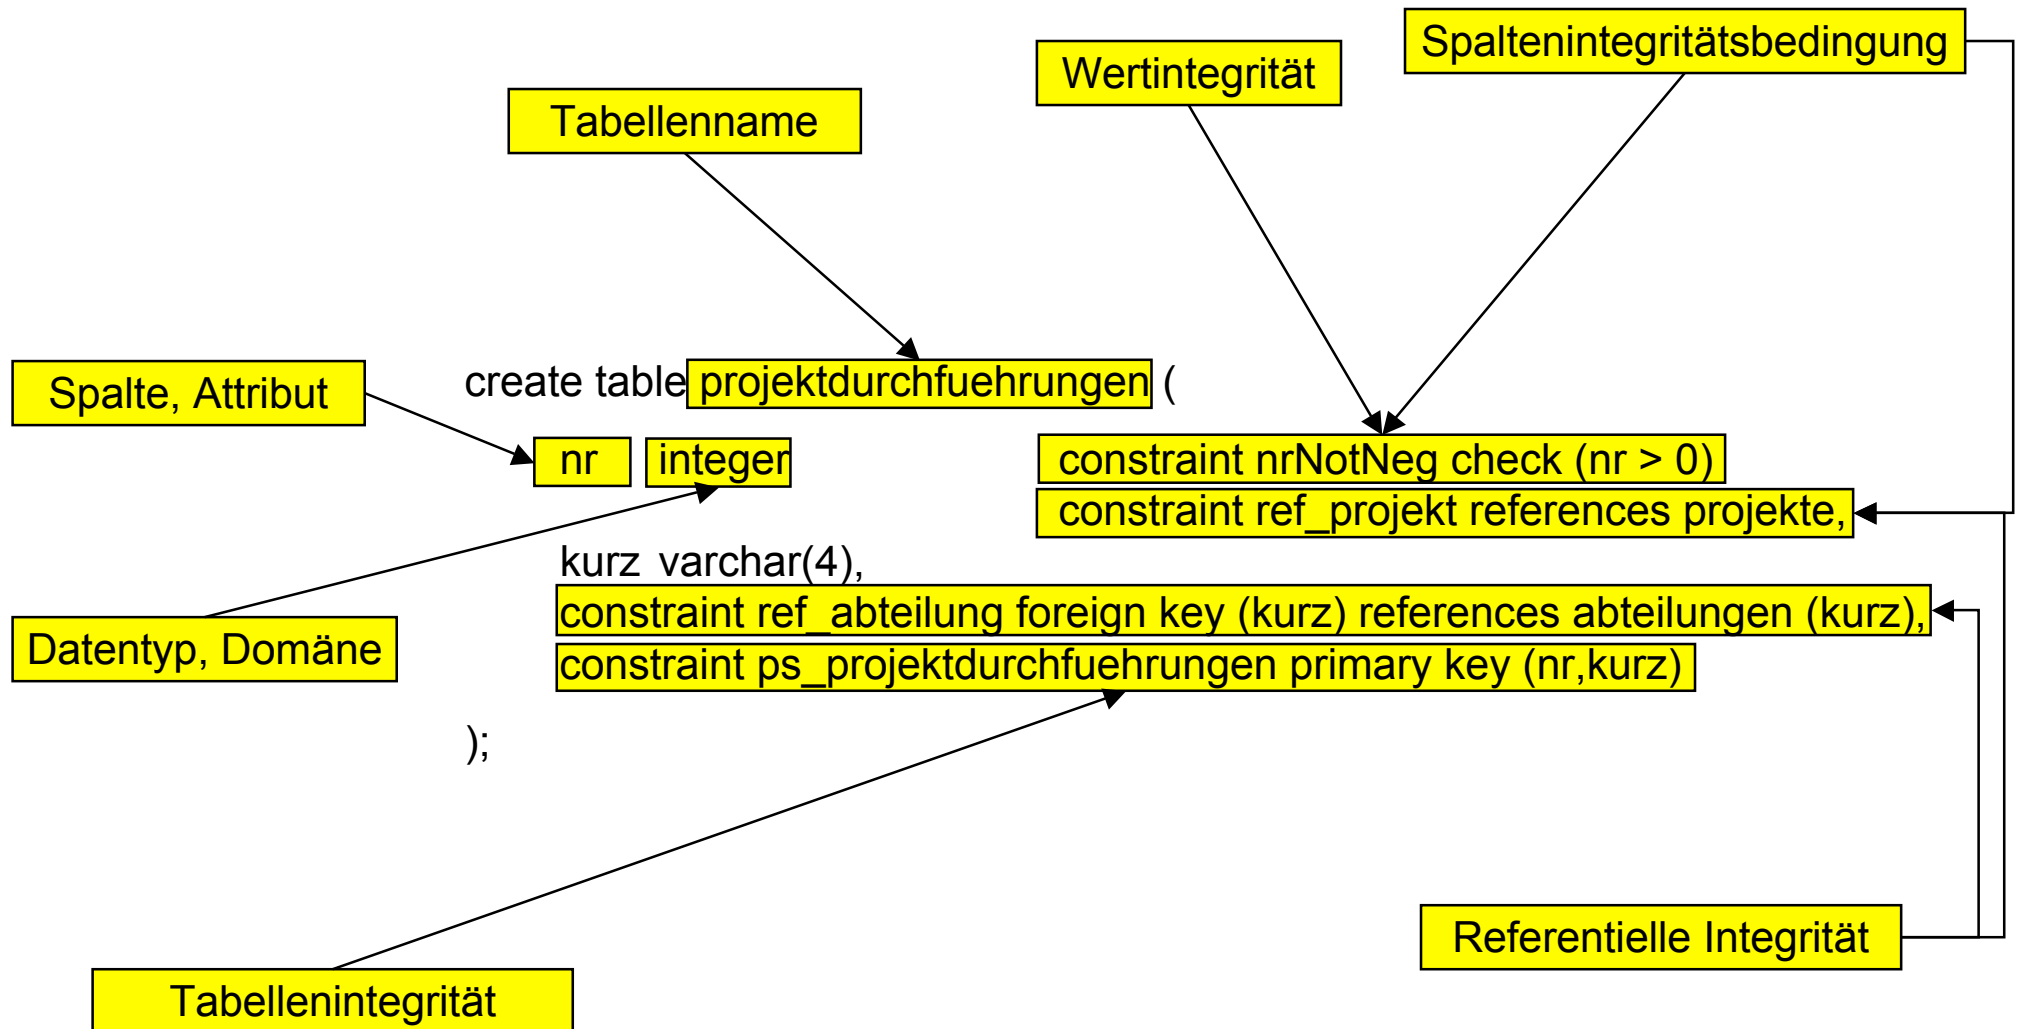 Spaltenintegritätsbedingung
Wertintegrität
Tabellenname
Spalte, Attribut
create table projektdurchfuehrungen (
nr integer constraint nrNotNeg check (nr > 0)
constraint ref_projekt references projekte,
kurz varchar(4),
constraint ref_abteilung foreign key (kurz) references abteilungen (kurz),
Datentyp, Domäne
constraint ps_projektdurchfuehrungen primary key (nr,kurz)
);
Referentielle Integrität
Tabellenintegrität